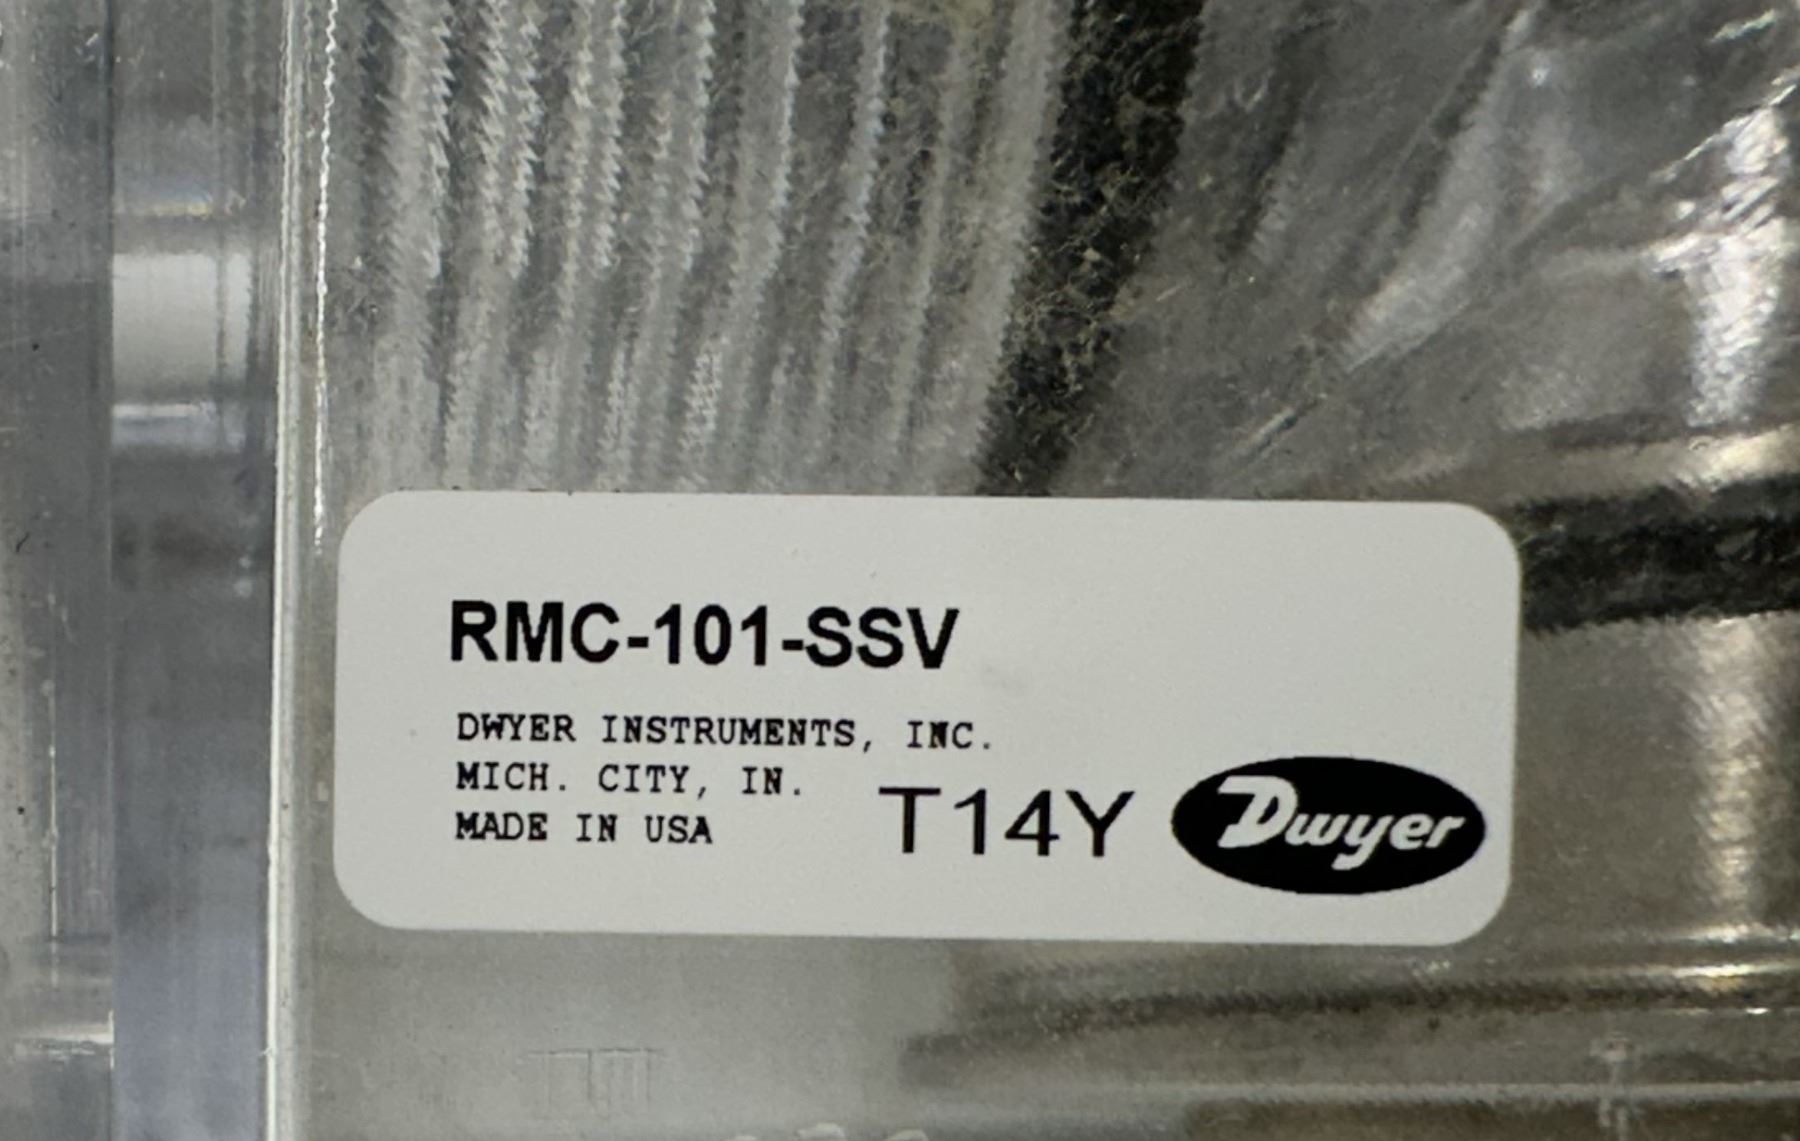 RMC-101-SSV
DWYER INSTRUMENTS, INC.
MICH. CITY, IN.
MADE IN USA
T14Y
Dwyer